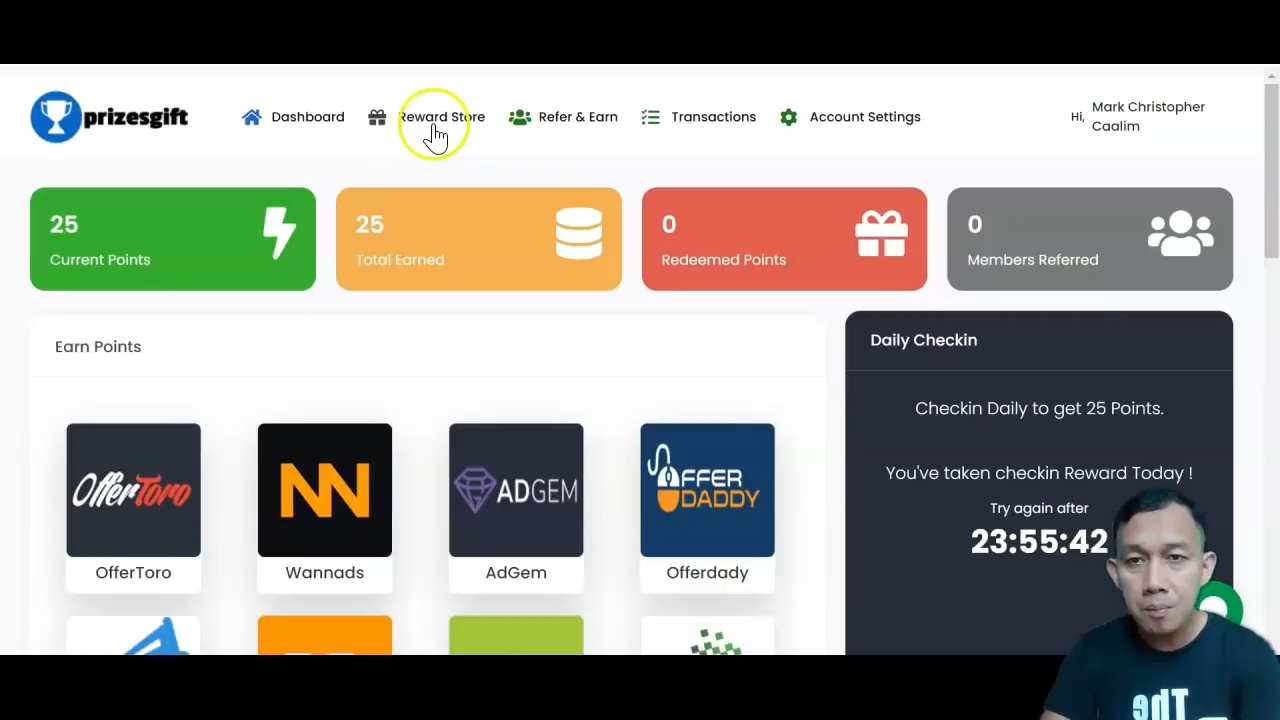 prizesgift
Dashboard
Reward Store
Refer & Earn
Transactions
Account Settings
Hi,
Mark Christopher
Caalim
25
Current Points
25
Total Earned
0
Redeemed Points
0
Members Referred
Earn Points
OfferToro
NN
ADGEM
OFFER
DADDY
OfferToro
Wannads
AdGem
Offerdady
Daily Checkin
Checkin Daily to get 25 Points.
You've taken checkin Reward Today !
Try again after
23:55:42
The